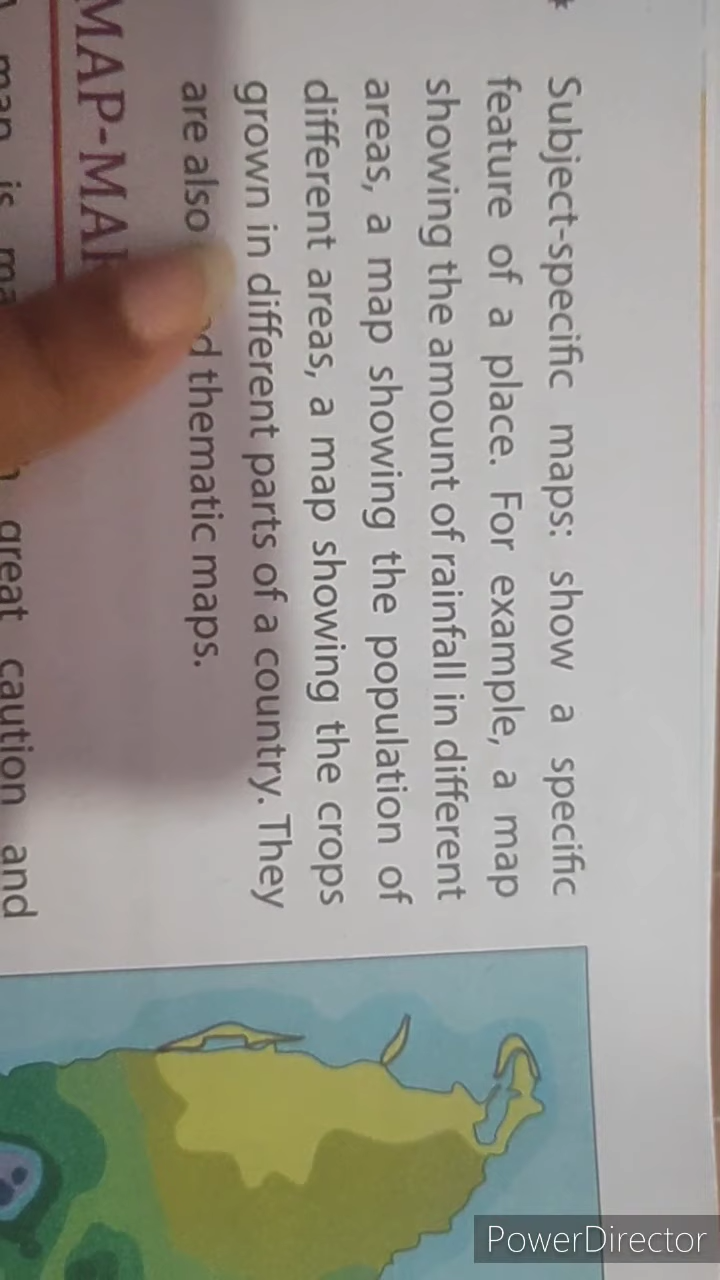 Subject-specific maps: show a specific
feature of a place. For example, a map
showing the amount of rainfall in different
areas, a map showing the population of
different areas, a map showing the crops
grown in different parts of a country. They
are also thematic maps.
MAP-MA
is great caution and
PowerDirector